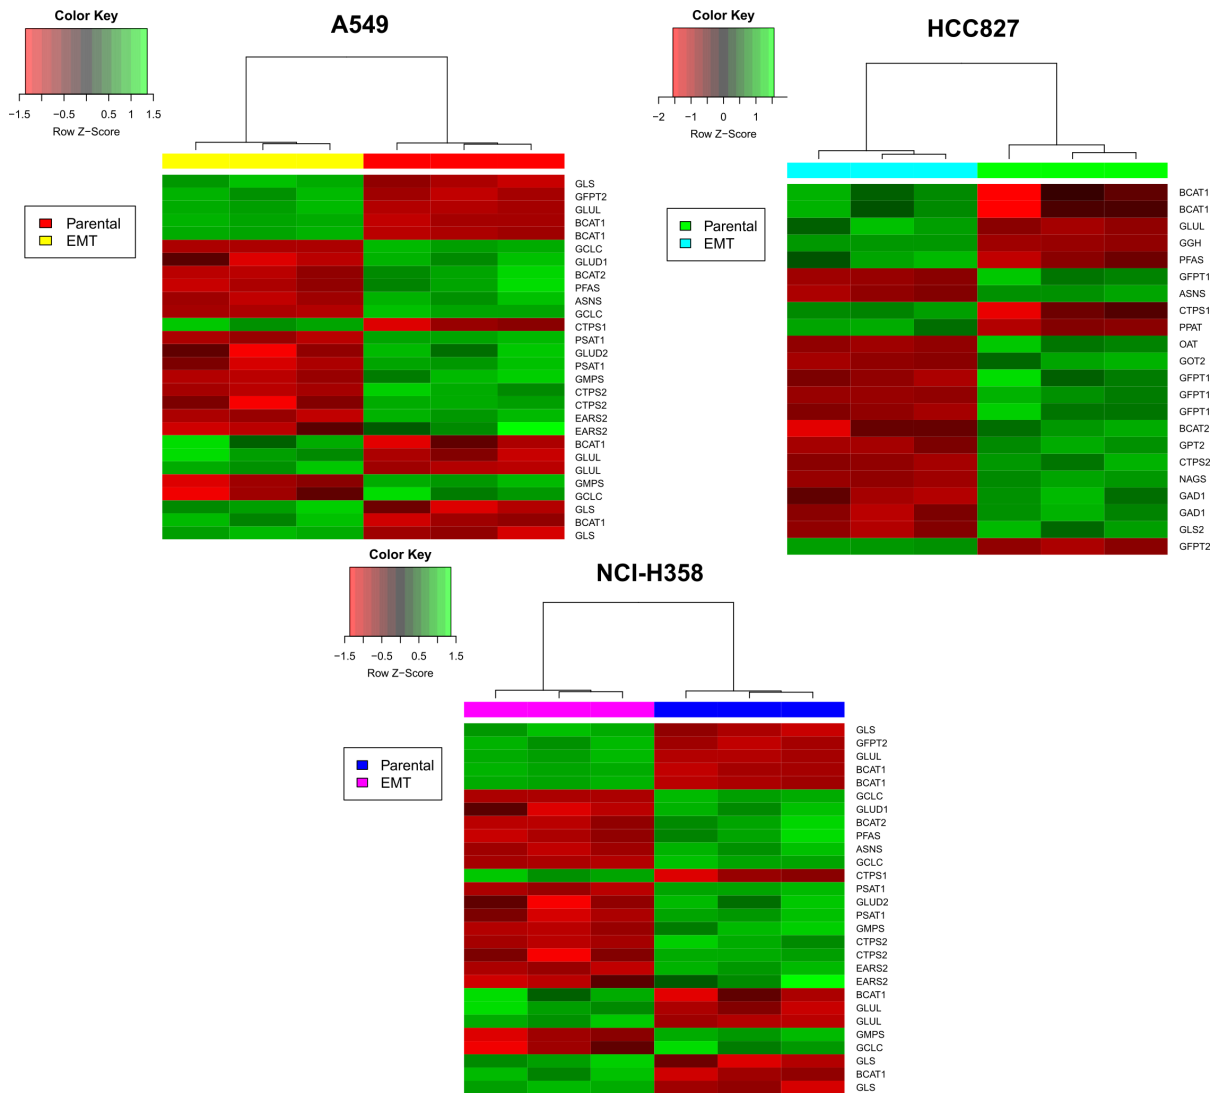 Color Key
A549
−1.5 −0.5 0.5 1 1.5
Row Z−Score
Parental
EMT
GLS
GFPT2
GLUL
BCAT1
BCAT1
GCLC
GLUD1
BCAT2
PFAS
ASNS
GCLC
CTPS1
PSAT1
GLUD2
PSAT1
GMPS
CTPS2
CTPS2
EARS2
EARS2
BCAT1
GLUL
GLUL
GMPS
GCLC
GLS
BCAT1
GLS
Color Key
HCC827
−2 −1 0 1
Row Z−Score
Parental
EMT
BCAT1
BCAT1
GLUL
GGH
PFAS
GFPT1
ASNS
CTPS1
PPAT
OAT
GOT2
GFPT1
GFPT1
GFPT1
BCAT2
GPT2
CTPS2
NAGS
GAD1
GAD1
GLS2
GFPT2
Color Key
NCI-H358
−1.5 −0.5 0.5 1.5
Row Z−Score
Parental
EMT
GLS
GFPT2
GLUL
BCAT1
BCAT1
GCLC
GLUD1
BCAT2
PFAS
ASNS
GCLC
CTPS1
PSAT1
GLUD2
PSAT1
GMPS
CTPS2
CTPS2
EARS2
EARS2
BCAT1
GLUL
GLUL
GMPS
GCLC
GLS
BCAT1
GLS